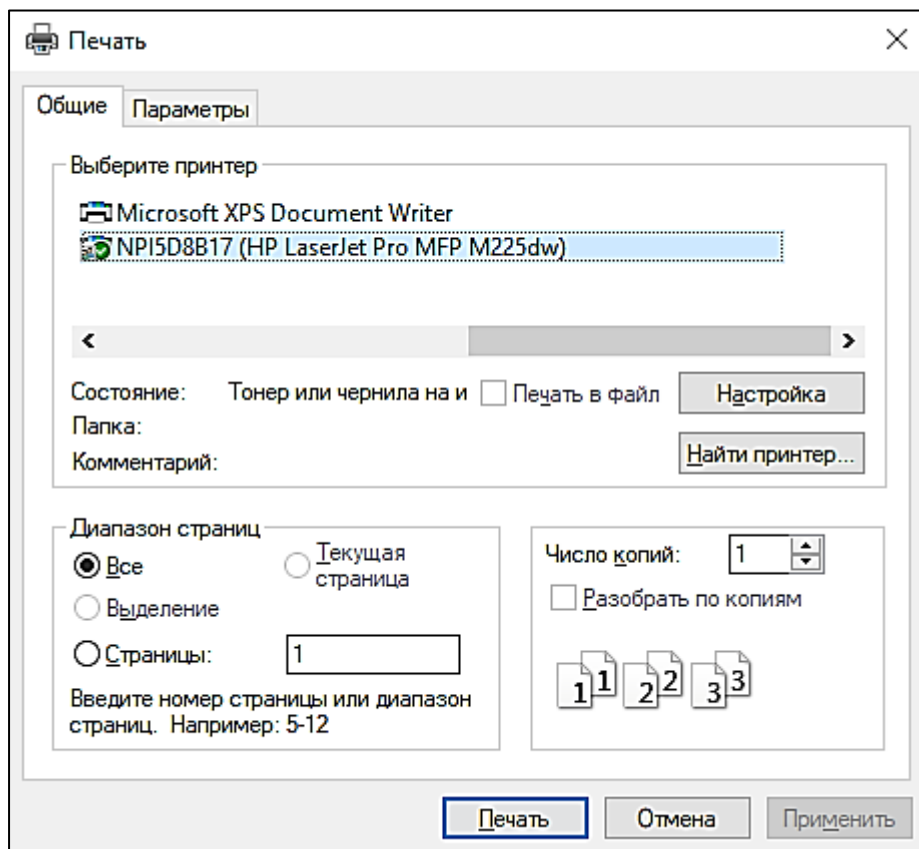 Печать
Общие
Параметры
Выберите принтер
Microsoft XPS Document Writer
NPI5D8B17 (HP LaserJet Pro MFP M225dw)
Состояние: Тонер или чернила на и
Печать в файл
Настройка
Папка:
Комментарий:
Найти принтер...
Диапазон страниц
Все
Текущая
страница
Выделение
Страницы: 1
Введите номер страницы или диапазон
страниц. Например: 5-12
Число копий: 1
Разобрать по копиям
1 1 2 2 3 3
Печать
Отмена
Применить